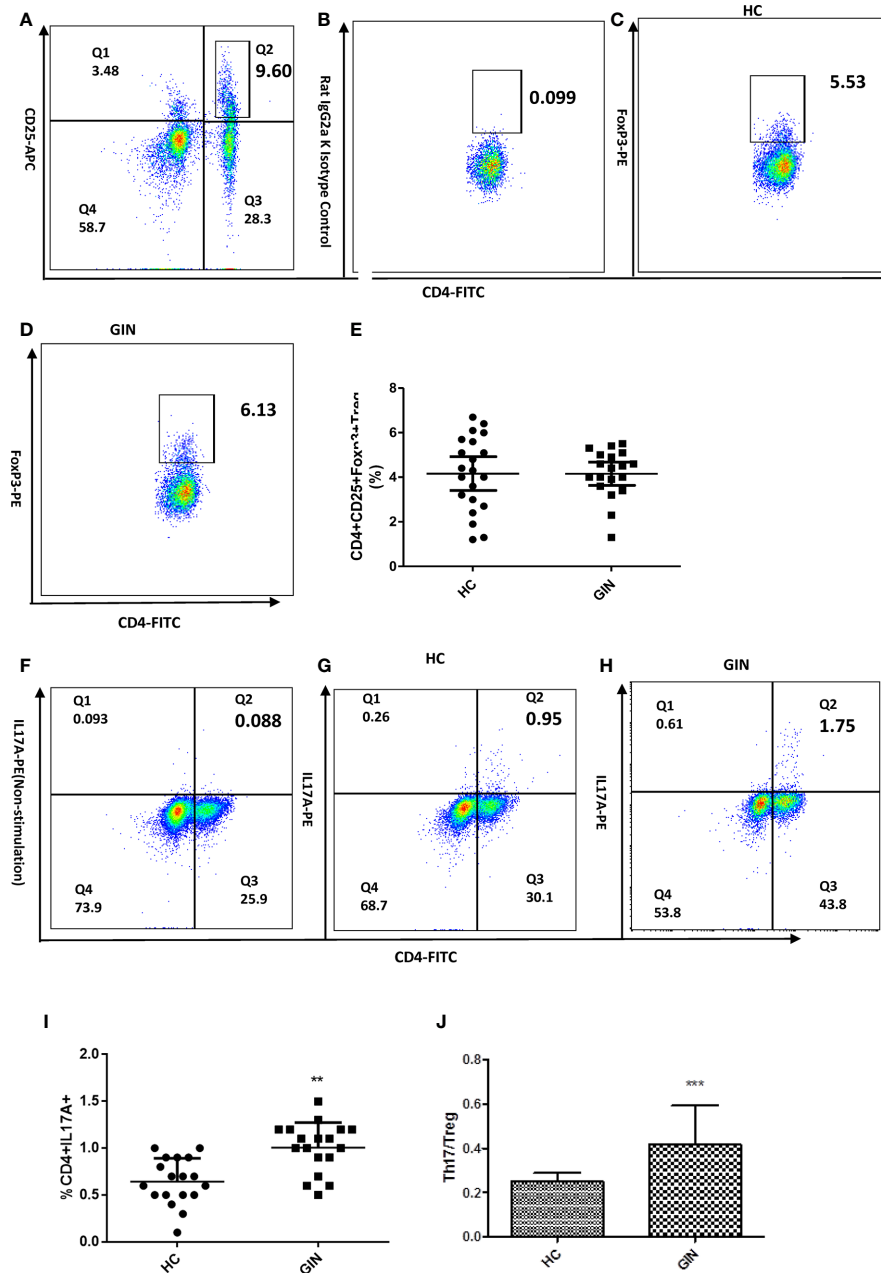 A
Q1
3.48
Q2
9.60
Q4
58.7
Q3
28.3
CD25-APC
B
0.099
Rat IgG2a K Isotype Control
HC
C
5.53
FoxP3-PE
CD4-FITC
D
GIN
6.13
FoxP3-PE
CD4-FITC
E
8
6
4
2
0
CD4+CD25+Foxp3+Treg
(%)
HC
GIN
F
Q1
0.093
Q2
0.088
Q4
73.9
Q3
25.9
IL17A-PE(Non-stimulation)
G
HC
Q1
0.26
Q2
0.95
Q4
68.7
Q3
30.1
IL17A-PE
H
GIN
Q1
0.61
Q2
1.75
Q4
53.8
Q3
43.8
IL17A-PE
CD4-FITC
I
2.0
1.5
1.0
0.5
0.0
% CD4+IL17A+
**
HC
GIN
J
0.8
0.6
0.4
0.2
0.0
Th17/Treg
***
HC
GIN